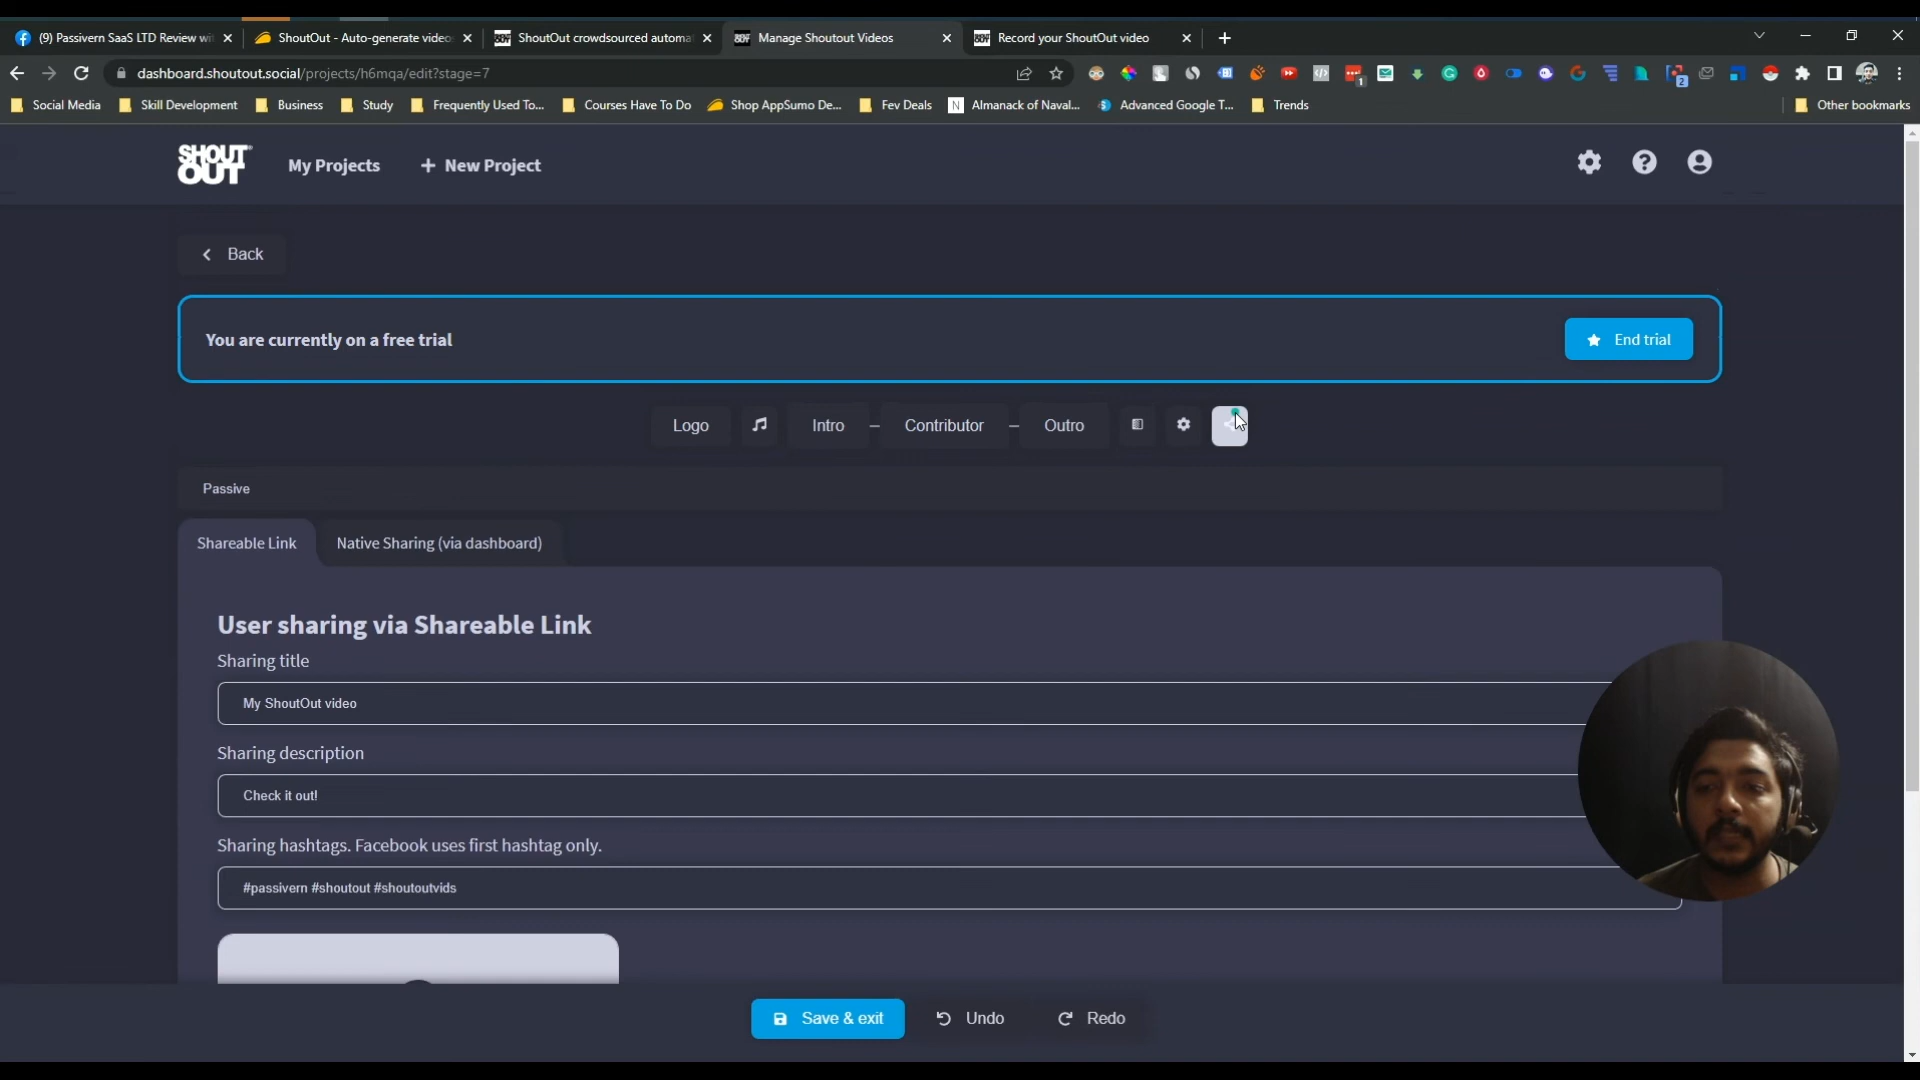 (9) Passivern SaaS LTD Review wi
ShoutOut - Auto-generate video
ShoutOut crowdsourced automa
Manage Shoutout Videos
Record your ShoutOut video
dashboard.shoutout.social/projects/h6mqa/edit?stage=7
Social Media
Skill Development
Business
Study
Frequently Used To...
Courses Have To Do
Shop AppSumo De...
Fev Deals
Almanack of Naval...
Advanced Google T...
Trends
Other bookmarks
SHOUT OUT
My Projects
+ New Project
Back
You are currently on a free trial
End trial
Logo
Intro
Contributor
Outro
Passive
Shareable Link
Native Sharing (via dashboard)
User sharing via Shareable Link
Sharing title
My ShoutOut video
Sharing description
Check it out!
Sharing hashtags. Facebook uses first hashtag only.
#passivern #shoutout #shoutoutvids
Save & exit
Undo
Redo